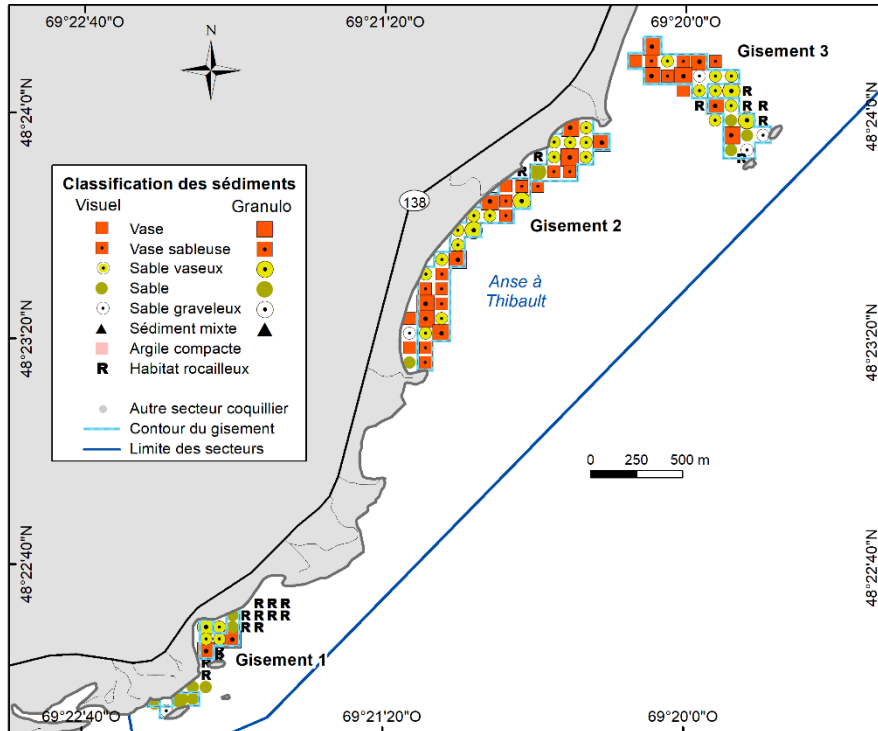 69°22'40"O 69°21'20"O 69°20'0"O
Gisement 3
48°24'0"N 48°24'0"N
R
R R R
R
R
R
R
138
Gisement 2
Anse à
Thibault
Classification des sédiments
Visuel Granulo
Vase
Vase sableuse
Sable vaseux
Sable
Sable graveleux
Sédiment mixte
Argile compacte
R Habitat rocailleux
Autre secteur coquillier
Contour du gisement
Limite des secteurs
48°23'20"N 48°23'20"N
0 250 500 m
48°22'40"N 48°22'40"N
R R R
R R R R
R R
R
Gisement 1
R
R
69°22'40"O 69°21'20"O 69°20'0"O